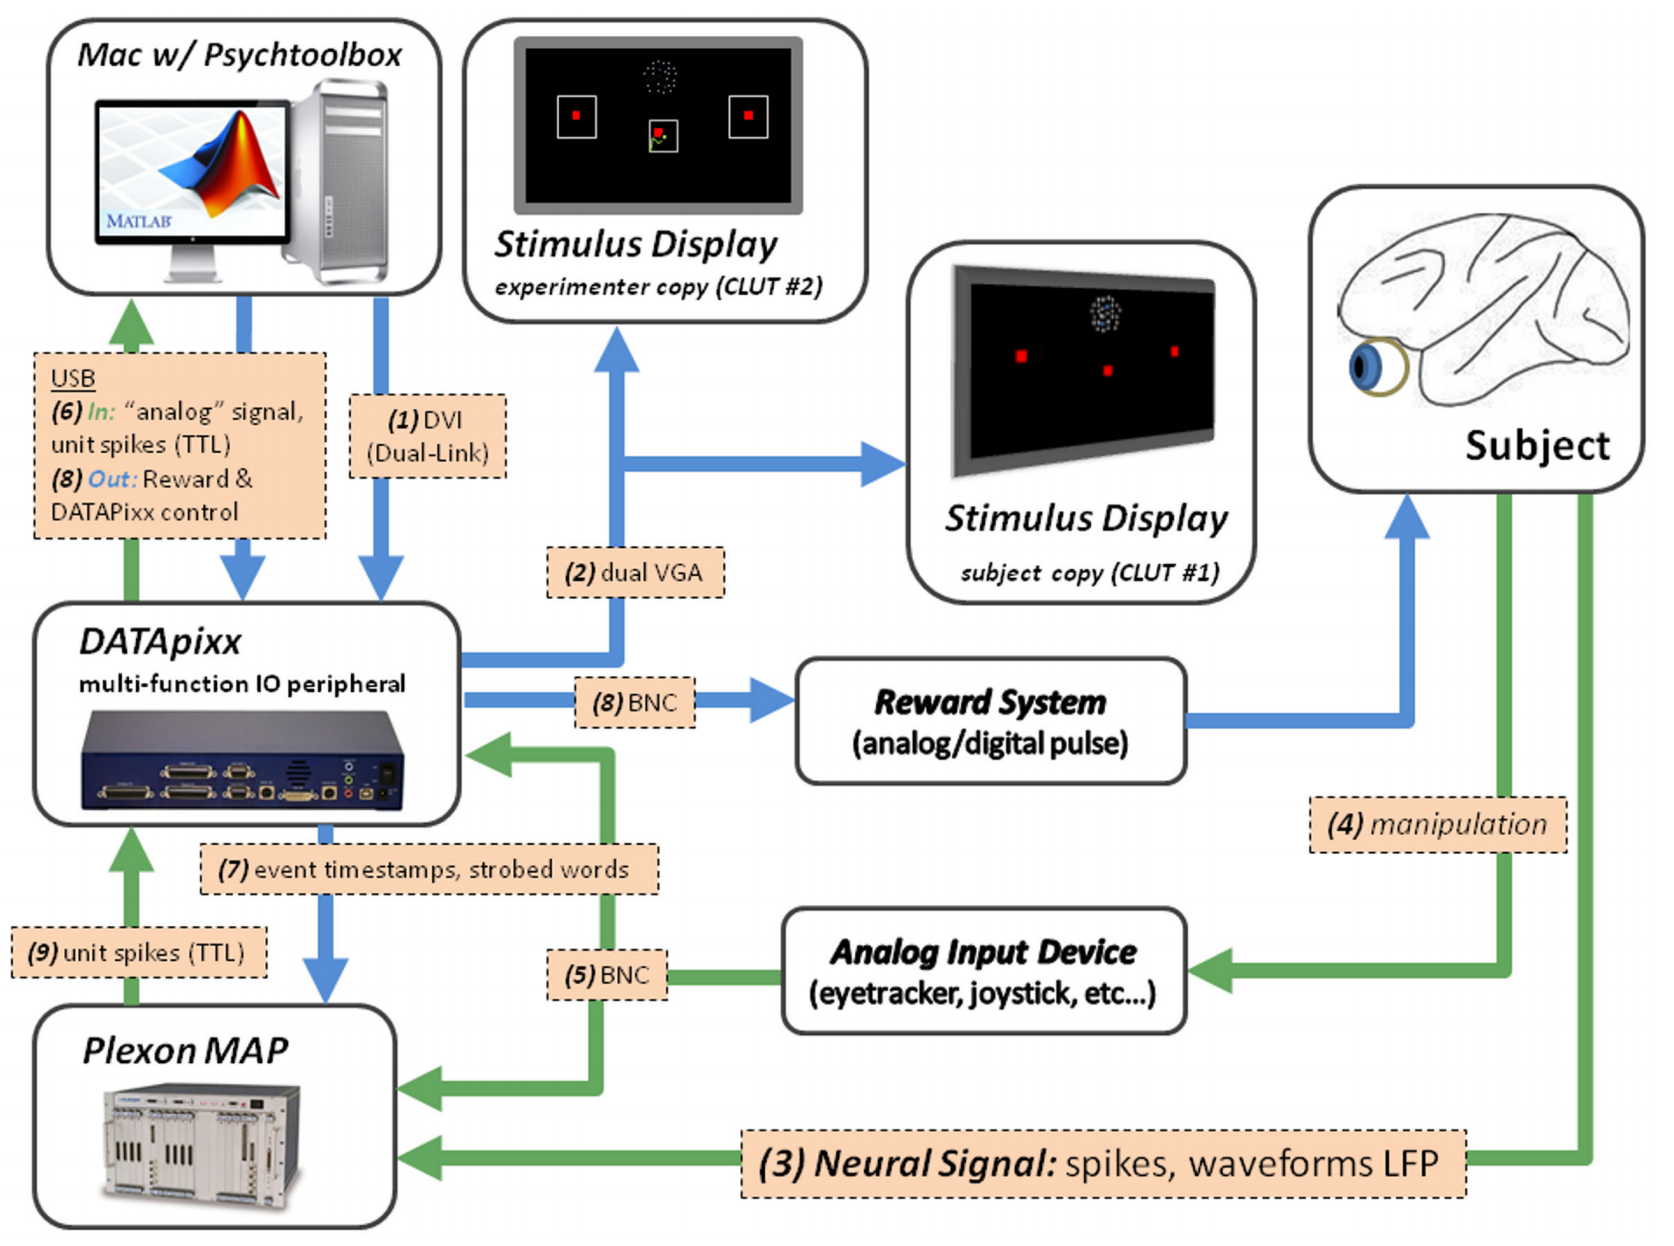 Mac w/ Psychtoolbox
MATLAB
Stimulus Display
experimenter copy (CLUT #2)
Stimulus Display
subject copy (CLUT #1)
Subject
USB
(6) In: “analog” signal,
unit spikes (TTL)
(8) Out: Reward &
DATAPixx control
(1) DVI
(Dual-Link)
(2) dual VGA
DATApixx
multi-function IO peripheral
(8) BNC
Reward System
(analog/digital pulse)
(4) manipulation
(7) event timestamps, strobed words
(9) unit spikes (TTL)
(5) BNC
Analog Input Device
(eyetracker, joystick, etc...)
Plexon MAP
(3) Neural Signal: spikes, waveforms LFP